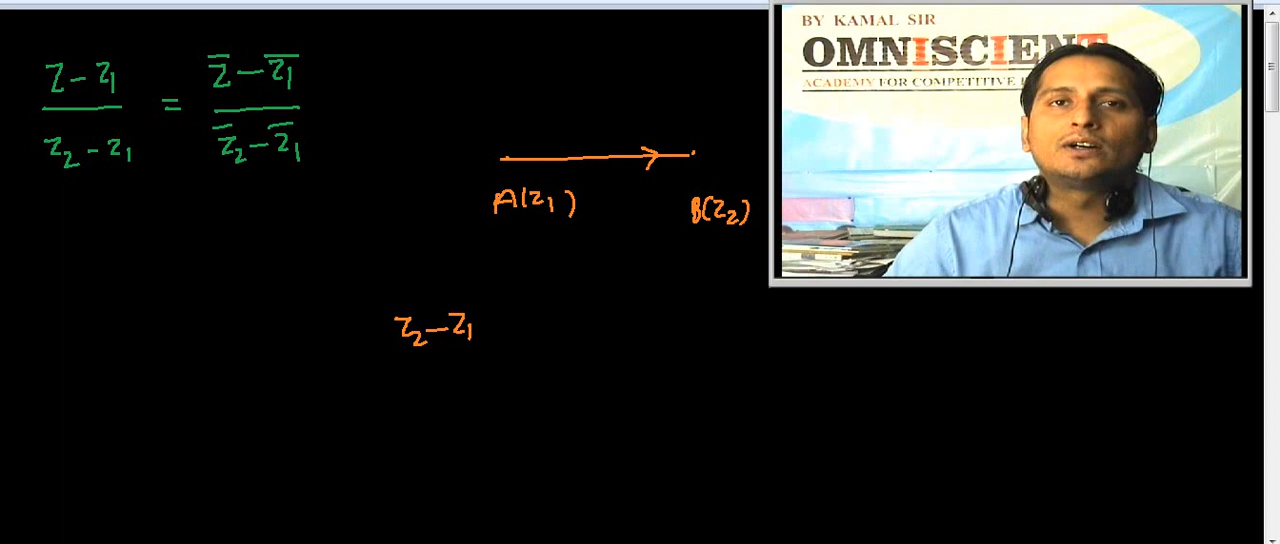 BY KAMAL SIR
OMNISCIENT
ACADEMY FOR COMPETITIVE
z - z₁ / z₂ - z₁ = z̅ - z̅₁ / z̅₂ - z̅₁
A(z₁)
B(z₂)
z₂ - z₁